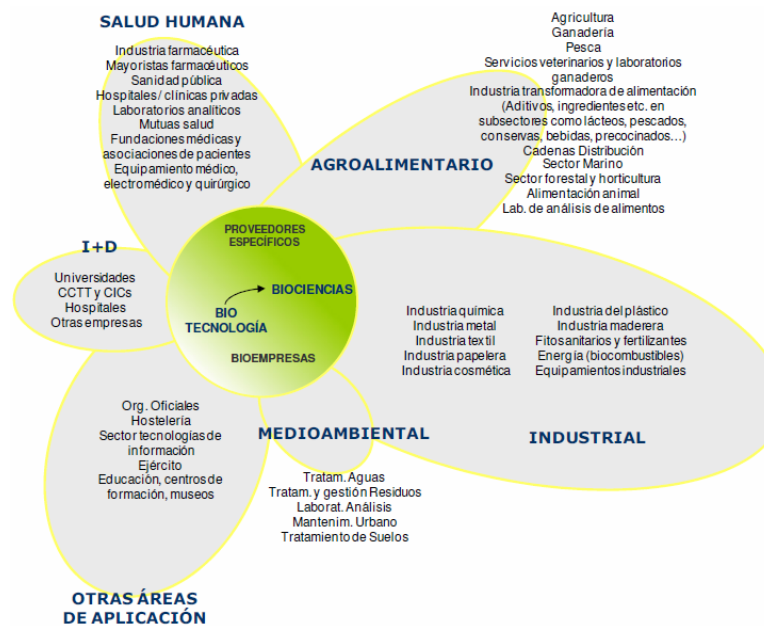 SALUD HUMANA
Industria farmacéutica
Mayoristas farmacéuticos
Sanidad pública
Hospitales / clínicas privadas
Laboratorios analíticos
Mutuas salud
Fundaciones médicas y
asociaciones de pacientes
Equipamiento médico,
electromédico y quirúrgico
Agricultura
Ganadería
Pesca
Servicios veterinarios y laboratorios
ganaderos
Industria transformadora de alimentación
(Aditivos, ingredientes etc. en
subsectores como lácteos, pescados,
conservas, bebidas, precocinados…)
Cadenas Distribución
Sector Marino
Sector forestal y horticultura
Alimentación animal
Lab. de análisis de alimentos
AGROALIMENTARIO
I+D
Universidades
CCTT y CICs
Hospitales
Otras empresas
PROVEEDORES
ESPECÍFICOS
BIOCIENCIAS
BIO
TECNOLOGÍA
BIOEMPRESAS
Industria química
Industria metal
Industria textil
Industria papelera
Industria cosmética
Industria del plástico
Industria maderera
Fitosanitarios y fertilizantes
Energía (biocombustibles)
Equipamientos industriales
INDUSTRIAL
MEDIOAMBIENTAL
Tratam. Aguas
Tratam. y gestión Residuos
Laborat. Análisis
Mantenim. Urbano
Tratamiento de Suelos
Org. Oficiales
Hostelería
Sector tecnologías de
información
Ejército
Educación, centros de
formación, museos
OTRAS ÁREAS
DE APLICACIÓN